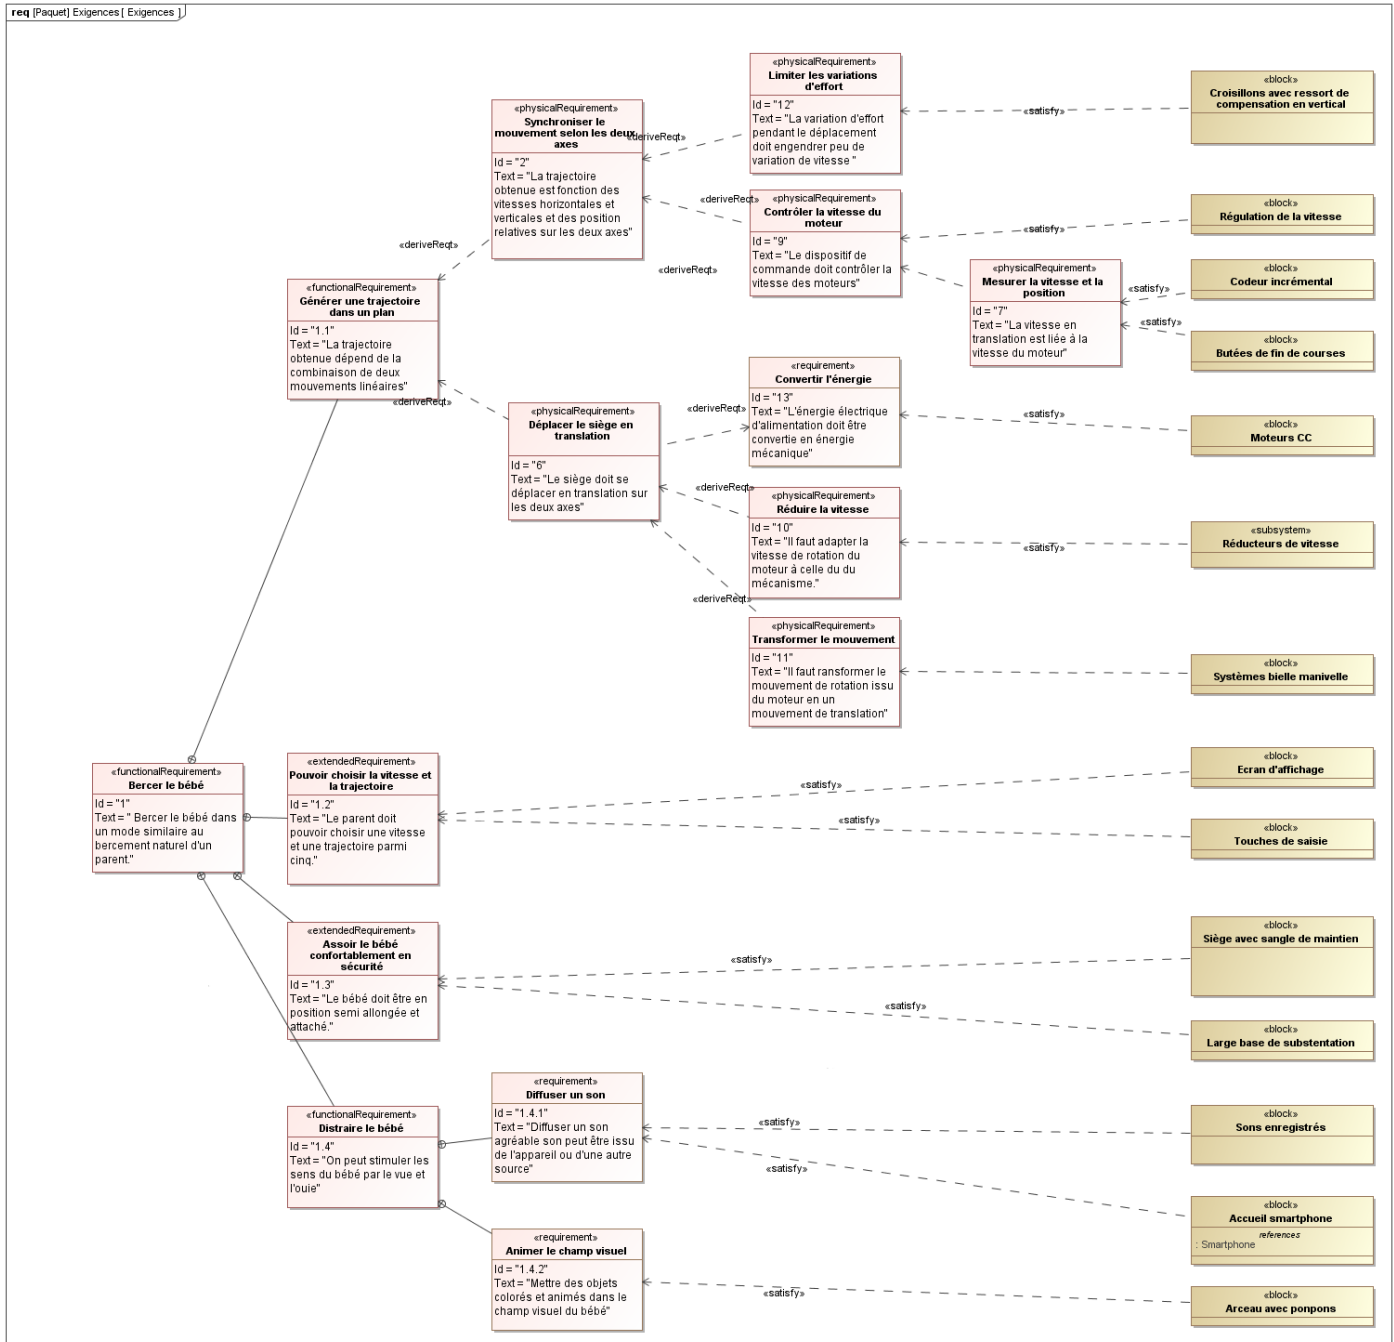 req [Paquet] Exigences [ Exigences ]
«physicalRequirement»
Limiter les variations
d'effort
Id = "12"
Text = "La variation d'effort
pendant le déplacement
doit engendrer peu de
variation de vitesse "
«satisfy»
«block»
Croisillons avec ressort de
compensation en vertical
«physicalRequirement»
Synchroniser le
mouvement selon les deux
axes
Id = "2"
Text = "La trajectoire
obtenue est fonction des
vitesses horizontales et
verticales et des position
relatives sur les deux axes"
«deriveReqt»
«deriveReqt»
«physicalRequirement»
Contrôler la vitesse du
moteur
Id = "9"
Text = "Le dispositif de
commande doit contrôler la
vitesse des moteurs"
«satisfy»
«block»
Régulation de la vitesse
«deriveReqt»
«deriveReqt»
«physicalRequirement»
Mesurer la vitesse et la
position
Id = "7"
Text = "La vitesse en
translation est liée à la
vitesse du moteur"
«satisfy»
«block»
Codeur incrémental
«satisfy»
«block»
Butées de fin de courses
«functionalRequirement»
Générer une trajectoire
dans un plan
Id = "1.1"
Text = "La trajectoire
obtenue dépend de la
combinaison de deux
mouvements linéaires"
«deriveReqt»
«physicalRequirement»
Déplacer le siège en
translation
Id = "6"
Text = "Le siège doit se
déplacer en translation sur
les deux axes"
«deriveReqt»
«requirement»
Convertir l'énergie
Id = "13"
Text = "L'énergie électrique
d'alimentation doit être
convertie en énergie
mécanique"
«satisfy»
«block»
Moteurs CC
«deriveReqt»
«physicalRequirement»
Réduire la vitesse
Id = "10"
Text = "Il faut adapter la
vitesse de rotation du
moteur à celle du du
mécanisme."
«satisfy»
«subsystem»
Réducteurs de vitesse
«deriveReqt»
«physicalRequirement»
Transformer le mouvement
Id = "11"
Text = "Il faut ransformer le
mouvement de rotation issu
du moteur en un
mouvement de translation"
«block»
Systèmes bielle manivelle
«functionalRequirement»
Bercer le bébé
Id = "1"
Text = " Bercer le bébé dans
un mode similaire au
bercement naturel d'un
parent."
«extendedRequirement»
Pouvoir choisir la vitesse et
la trajectoire
Id = "1.2"
Text = "Le parent doit
pouvoir choisir une vitesse
et une trajectoire parmi
cinq."
«satisfy»
«block»
Ecran d'affichage
«satisfy»
«block»
Touches de saisie
«extendedRequirement»
Assoir le bébé
confortablement en
sécurité
Id = "1.3"
Text = "Le bébé doit être en
position semi allongée et
attaché."
«satisfy»
«block»
Siège avec sangle de maintien
«satisfy»
«block»
Large base de substentation
«functionalRequirement»
Distraire le bébé
Id = "1.4"
Text = "On peut stimuler les
sens du bébé par le vue et
l'ouie"
«requirement»
Diffuser un son
Id = "1.4.1"
Text = "Diffuser un son
agréable son peut être issu
de l'appareil ou d'une autre
source"
«satisfy»
«block»
Sons enregistrés
«satisfy»
«block»
Accueil smartphone
references
: Smartphone
«requirement»
Animer le champ visuel
Id = "1.4.2"
Text = "Mettre des objets
colorés et animés dans le
champ visuel du bébé"
«satisfy»
«block»
Arceau avec ponpons